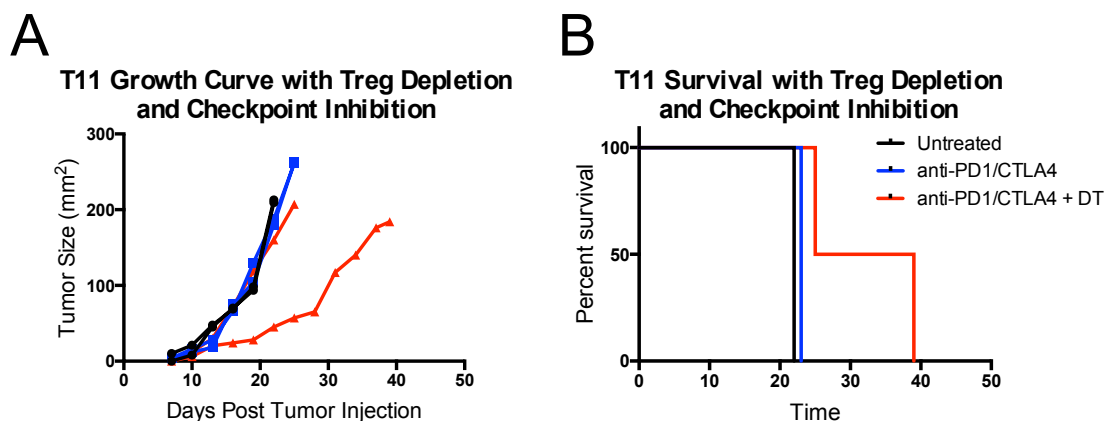 A
T11 Growth Curve with Treg Depletion
and Checkpoint Inhibition
300
200
100
0
Tumor Size (mm²)
0 10 20 30 40 50
Days Post Tumor Injection
B
T11 Survival with Treg Depletion
and Checkpoint Inhibition
Untreated
anti-PD1/CTLA4
anti-PD1/CTLA4 + DT
100
50
0
Percent survival
0 10 20 30 40 50
Time